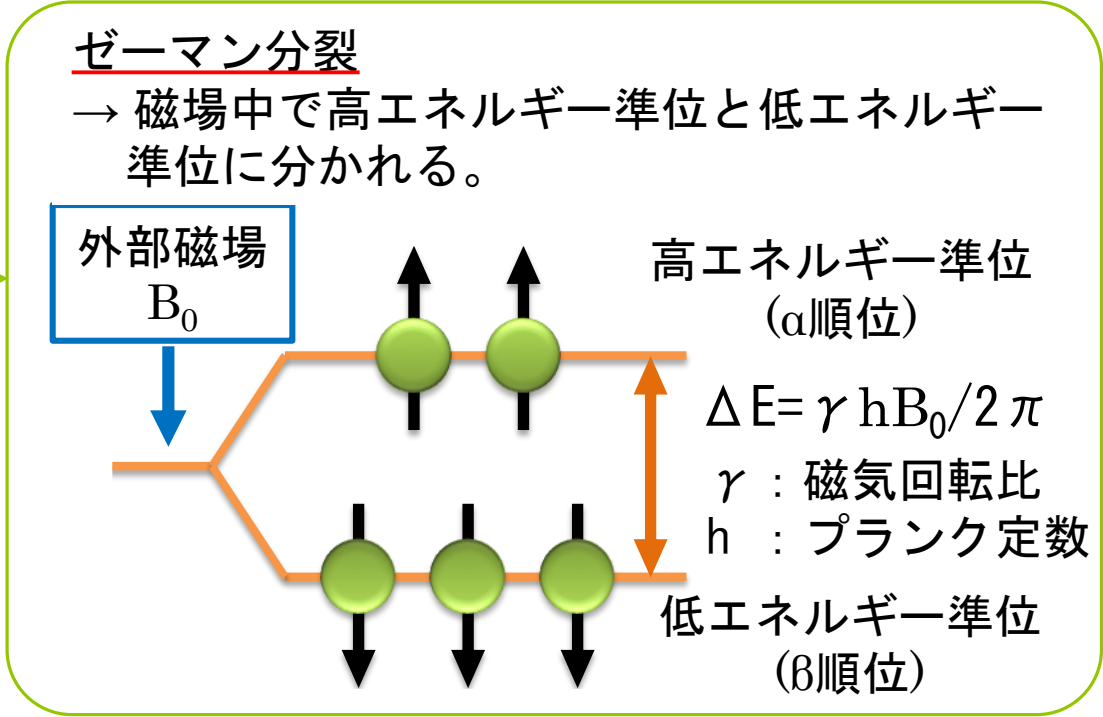 ゼーマン分裂
→ 磁場中で高エネルギー準位と低エネルギー
準位に分かれる。
外部磁場
B₀
高エネルギー準位
(α順位)
ΔE=γhB₀/2π
γ：磁気回転比
h ：プランク定数
低エネルギー準位
(β順位)